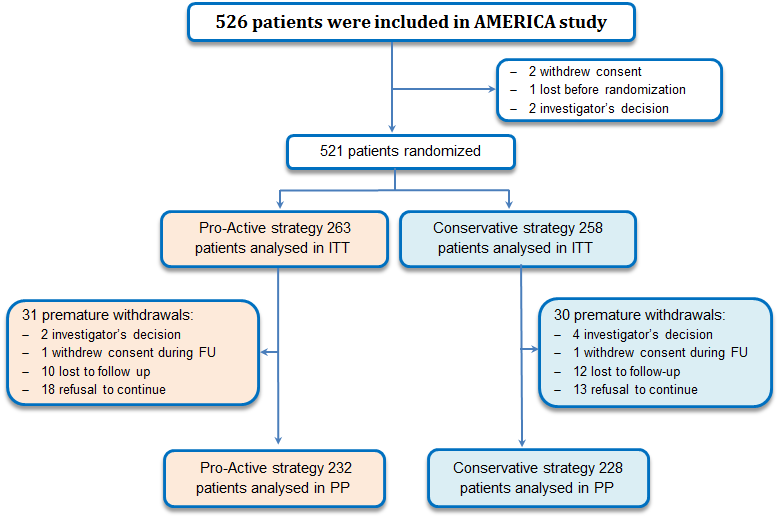 526 patients were included in AMERICA study
– 2 withdrew consent
– 1 lost before randomization
– 2 investigator's decision
521 patients randomized
Pro-Active strategy 263
patients analysed in ITT
Conservative strategy 258
patients analysed in ITT
31 premature withdrawals:
– 2 investigator's decision
– 1 withdrew consent during FU
– 10 lost to follow up
– 18 refusal to continue
30 premature withdrawals:
– 4 investigator's decision
– 1 withdrew consent during FU
– 12 lost to follow-up
– 13 refusal to continue
Pro-Active strategy 232
patients analysed in PP
Conservative strategy 228
patients analysed in PP